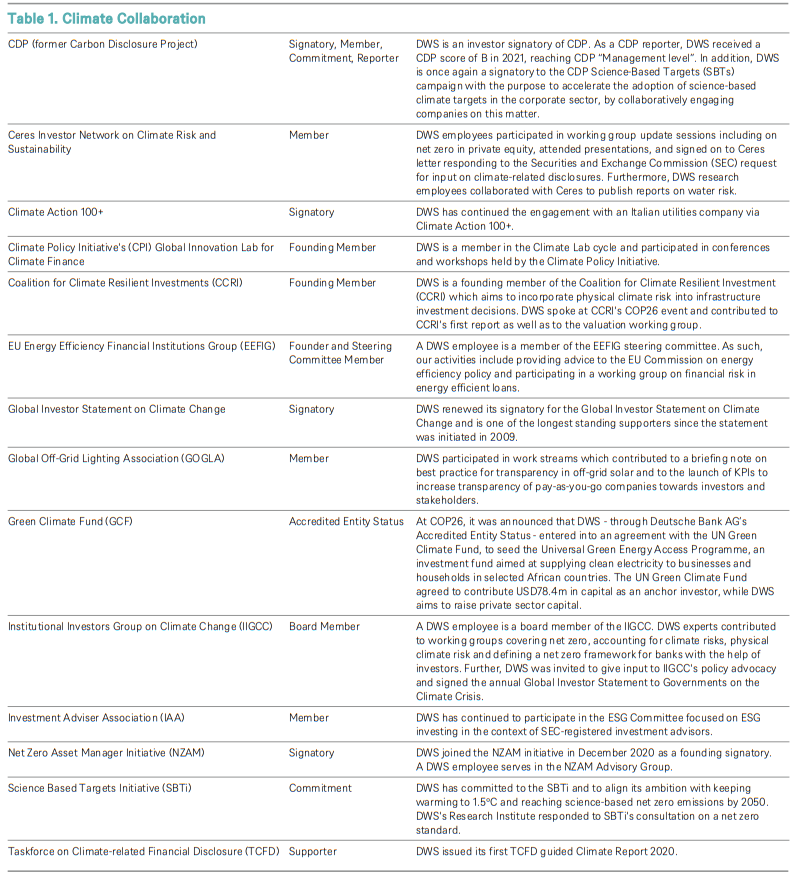 Table 1. Climate Collaboration
CDP (former Carbon Disclosure Project)
Signatory, Member,
Commitment, Reporter
DWS is an investor signatory of CDP. As a CDP reporter, DWS received a
CDP score of B in 2021, reaching CDP “Management level”. In addition, DWS
is once again a signatory to the CDP Science-Based Targets (SBTs)
campaign with the purpose to accelerate the adoption of science-based
climate targets in the corporate sector, by collaboratively engaging
companies on this matter.
Ceres Investor Network on Climate Risk and
Sustainability
Member
DWS employees participated in working group update sessions including on
net zero in private equity, attended presentations, and signed on to Ceres
letter responding to the Securities and Exchange Commission (SEC) request
for input on climate-related disclosures. Furthermore, DWS research
employees collaborated with Ceres to publish reports on water risk.
Climate Action 100+
Signatory
DWS has continued the engagement with an Italian utilities company via
Climate Action 100+.
Climate Policy Initiative's (CPI) Global Innovation Lab for
Climate Finance
Founding Member
DWS is a member in the Climate Lab cycle and participated in conferences
and workshops held by the Climate Policy Initiative.
Coalition for Climate Resilient Investments (CCRI)
Founding Member
DWS is a founding member of the Coalition for Climate Resilient Investment
(CCRI) which aims to incorporate physical climate risk into infrastructure
investment decisions. DWS spoke at CCRI's COP26 event and contributed to
CCRI's first report as well as to the valuation working group.
EU Energy Efficiency Financial Institutions Group (EEFIG)
Founder and Steering
Committee Member
A DWS employee is a member of the EEFIG steering committee. As such,
our activities include providing advice to the EU Commission on energy
efficiency policy and participating in a working group on financial risk in
energy efficient loans.
Global Investor Statement on Climate Change
Signatory
DWS renewed its signatory for the Global Investor Statement on Climate
Change and is one of the longest standing supporters since the statement
was initiated in 2009.
Global Off-Grid Lighting Association (GOGLA)
Member
DWS participated in work streams which contributed to a briefing note on
best practice for transparency in off-grid solar and to the launch of KPIs to
increase transparency of pay-as-you-go companies towards investors and
stakeholders.
Green Climate Fund (GCF)
Accredited Entity Status
At COP26, it was announced that DWS - through Deutsche Bank AG's
Accredited Entity Status - entered into an agreement with the UN Green
Climate Fund, to seed the Universal Green Energy Access Programme, an
investment fund aimed at supplying clean electricity to businesses and
households in selected African countries. The UN Green Climate Fund
agreed to contribute USD78.4m in capital as an anchor investor, while DWS
aims to raise private sector capital.
Institutional Investors Group on Climate Change (IIGCC)
Board Member
A DWS employee is a board member of the IIGCC. DWS experts contributed
to working groups covering net zero, accounting for climate risks, physical
climate risk and defining a net zero framework for banks with the help of
investors. Further, DWS was invited to give input to IIGCC's policy advocacy
and signed the annual Global Investor Statement to Governments on the
Climate Crisis.
Investment Adviser Association (IAA)
Member
DWS has continued to participate in the ESG Committee focused on ESG
investing in the context of SEC-registered investment advisors.
Net Zero Asset Manager Initiative (NZAM)
Signatory
DWS joined the NZAM initiative in December 2020 as a founding signatory.
A DWS employee serves in the NZAM Advisory Group.
Science Based Targets Initiative (SBTi)
Commitment
DWS has committed to the SBTi and to align its ambition with keeping
warming to 1.5°C and reaching science-based net zero emissions by 2050.
DWS's Research Institute responded to SBTi's consultation on a net zero
standard.
Taskforce on Climate-related Financial Disclosure (TCFD)
Supporter
DWS issued its first TCFD guided Climate Report 2020.